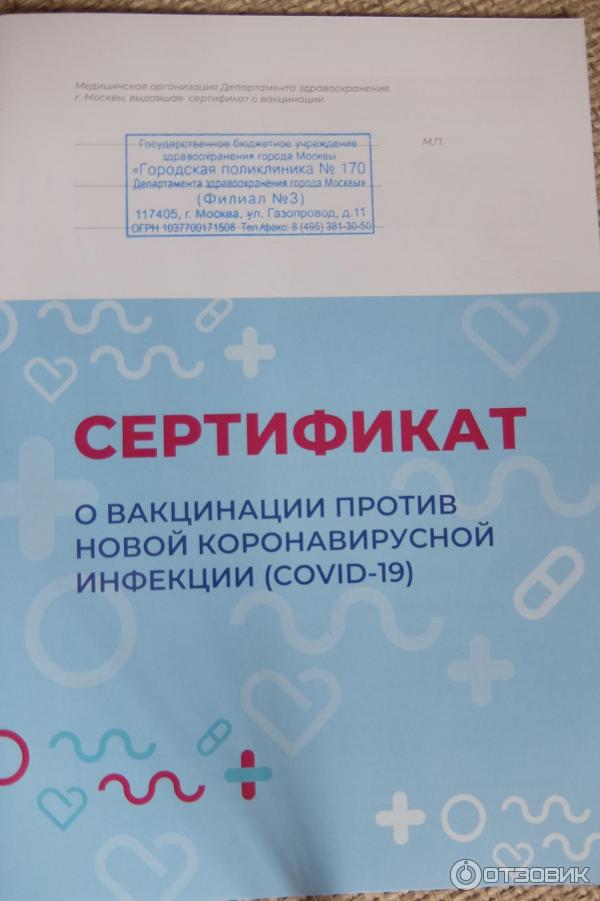 Медицинская организация Департамента здравоохранения
г. Москвы, выдавшая сертификат о вакцинации
М.П.
Государственное бюджетное учреждение
здравоохранения города Москвы
«Городская поликлиника № 170
Департамента здравоохранения города Москвы»
(Филиал №3)
117405, г. Москва, ул. Газопровод, д.11
ОГРН 1037700171508 Тел./факс: 8 (495) 381-30-50
СЕРТИФИКАТ
О ВАКЦИНАЦИИ ПРОТИВ
НОВОЙ КОРОНАВИРУСНОЙ
ИНФЕКЦИИ (COVID-19)
ОТЗОВИК